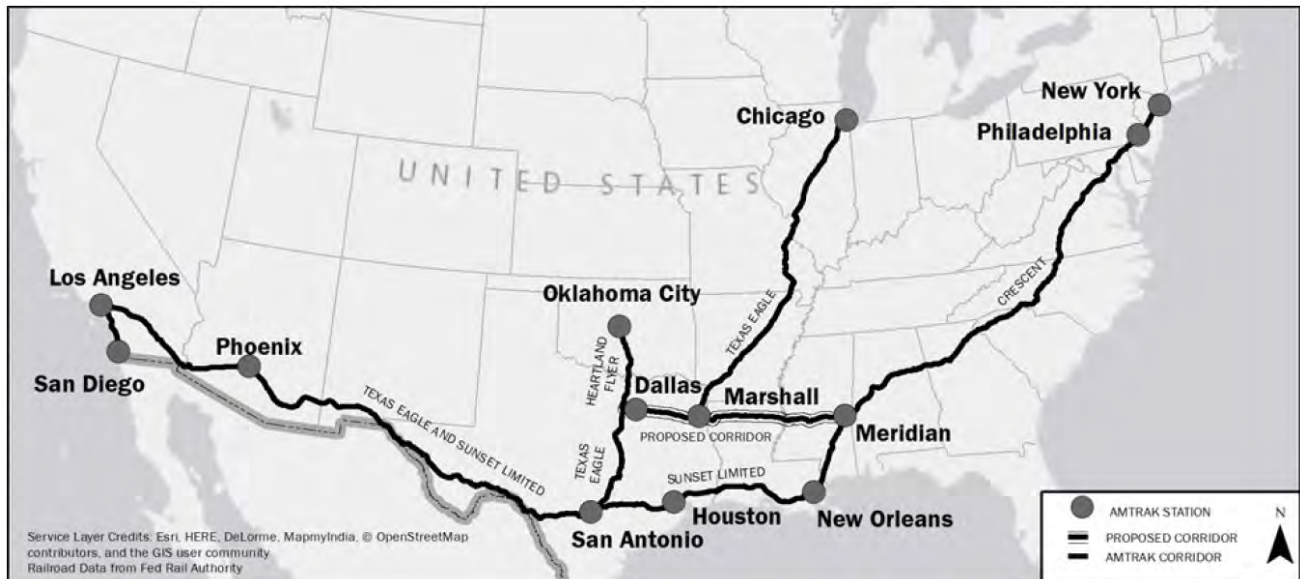 New York
Chicago
Philadelphia
UNITED STATES
CRESCENT
Los Angeles
Oklahoma City
TEXAS EAGLE
Phoenix
HEARTLAND
FLYER
San Diego
Dallas
Marshall
TEXAS EAGLE AND SUNSET LIMITED
PROPOSED CORRIDOR
Meridian
TEXAS
EAGLE
SUNSET LIMITED
Houston
New Orleans
San Antonio
AMTRAK STATION
N
PROPOSED CORRIDOR
AMTRAK CORRIDOR
Service Layer Credits: Esri, HERE, DeLorme, MapmyIndia, © OpenStreetMap
contributors, and the GIS user community
Railroad Data from Fed Rail Authority